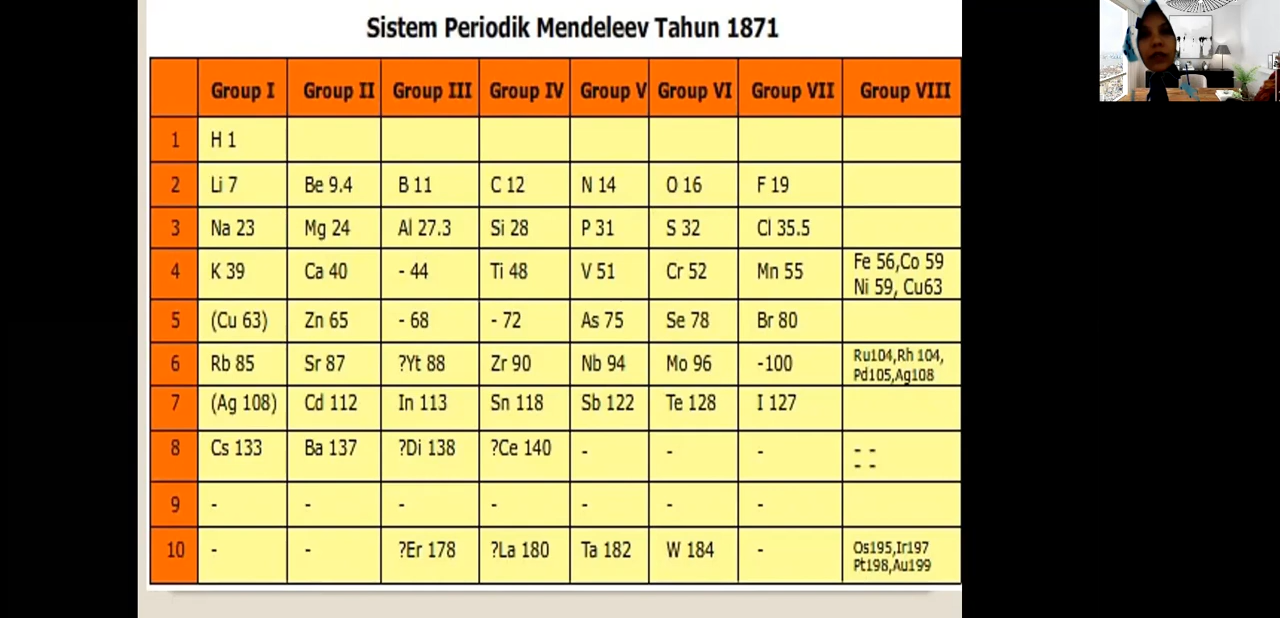 Sistem Periodik Mendeleev Tahun 1871
Group I Group II Group III Group IV Group V Group VI Group VII Group VIII
1 H 1
2 Li 7 Be 9.4 B 11 C 12 N 14 O 16 F 19
3 Na 23 Mg 24 Al 27.3 Si 28 P 31 S 32 Cl 35.5
4 K 39 Ca 40 - 44 Ti 48 V 51 Cr 52 Mn 55 Fe 56,Co 59
Ni 59, Cu63
5 (Cu 63) Zn 65 - 68 - 72 As 75 Se 78 Br 80
6 Rb 85 Sr 87 ?Yt 88 Zr 90 Nb 94 Mo 96 -100 Ru104,Rh 104,
Pd105,Ag108
7 (Ag 108) Cd 112 In 113 Sn 118 Sb 122 Te 128 I 127
8 Cs 133 Ba 137 ?Di 138 ?Ce 140 - - - - -
- -
9 - - - - - - -
10 - - ?Er 178 ?La 180 Ta 182 W 184 - Os195,Ir197
Pt198,Au199